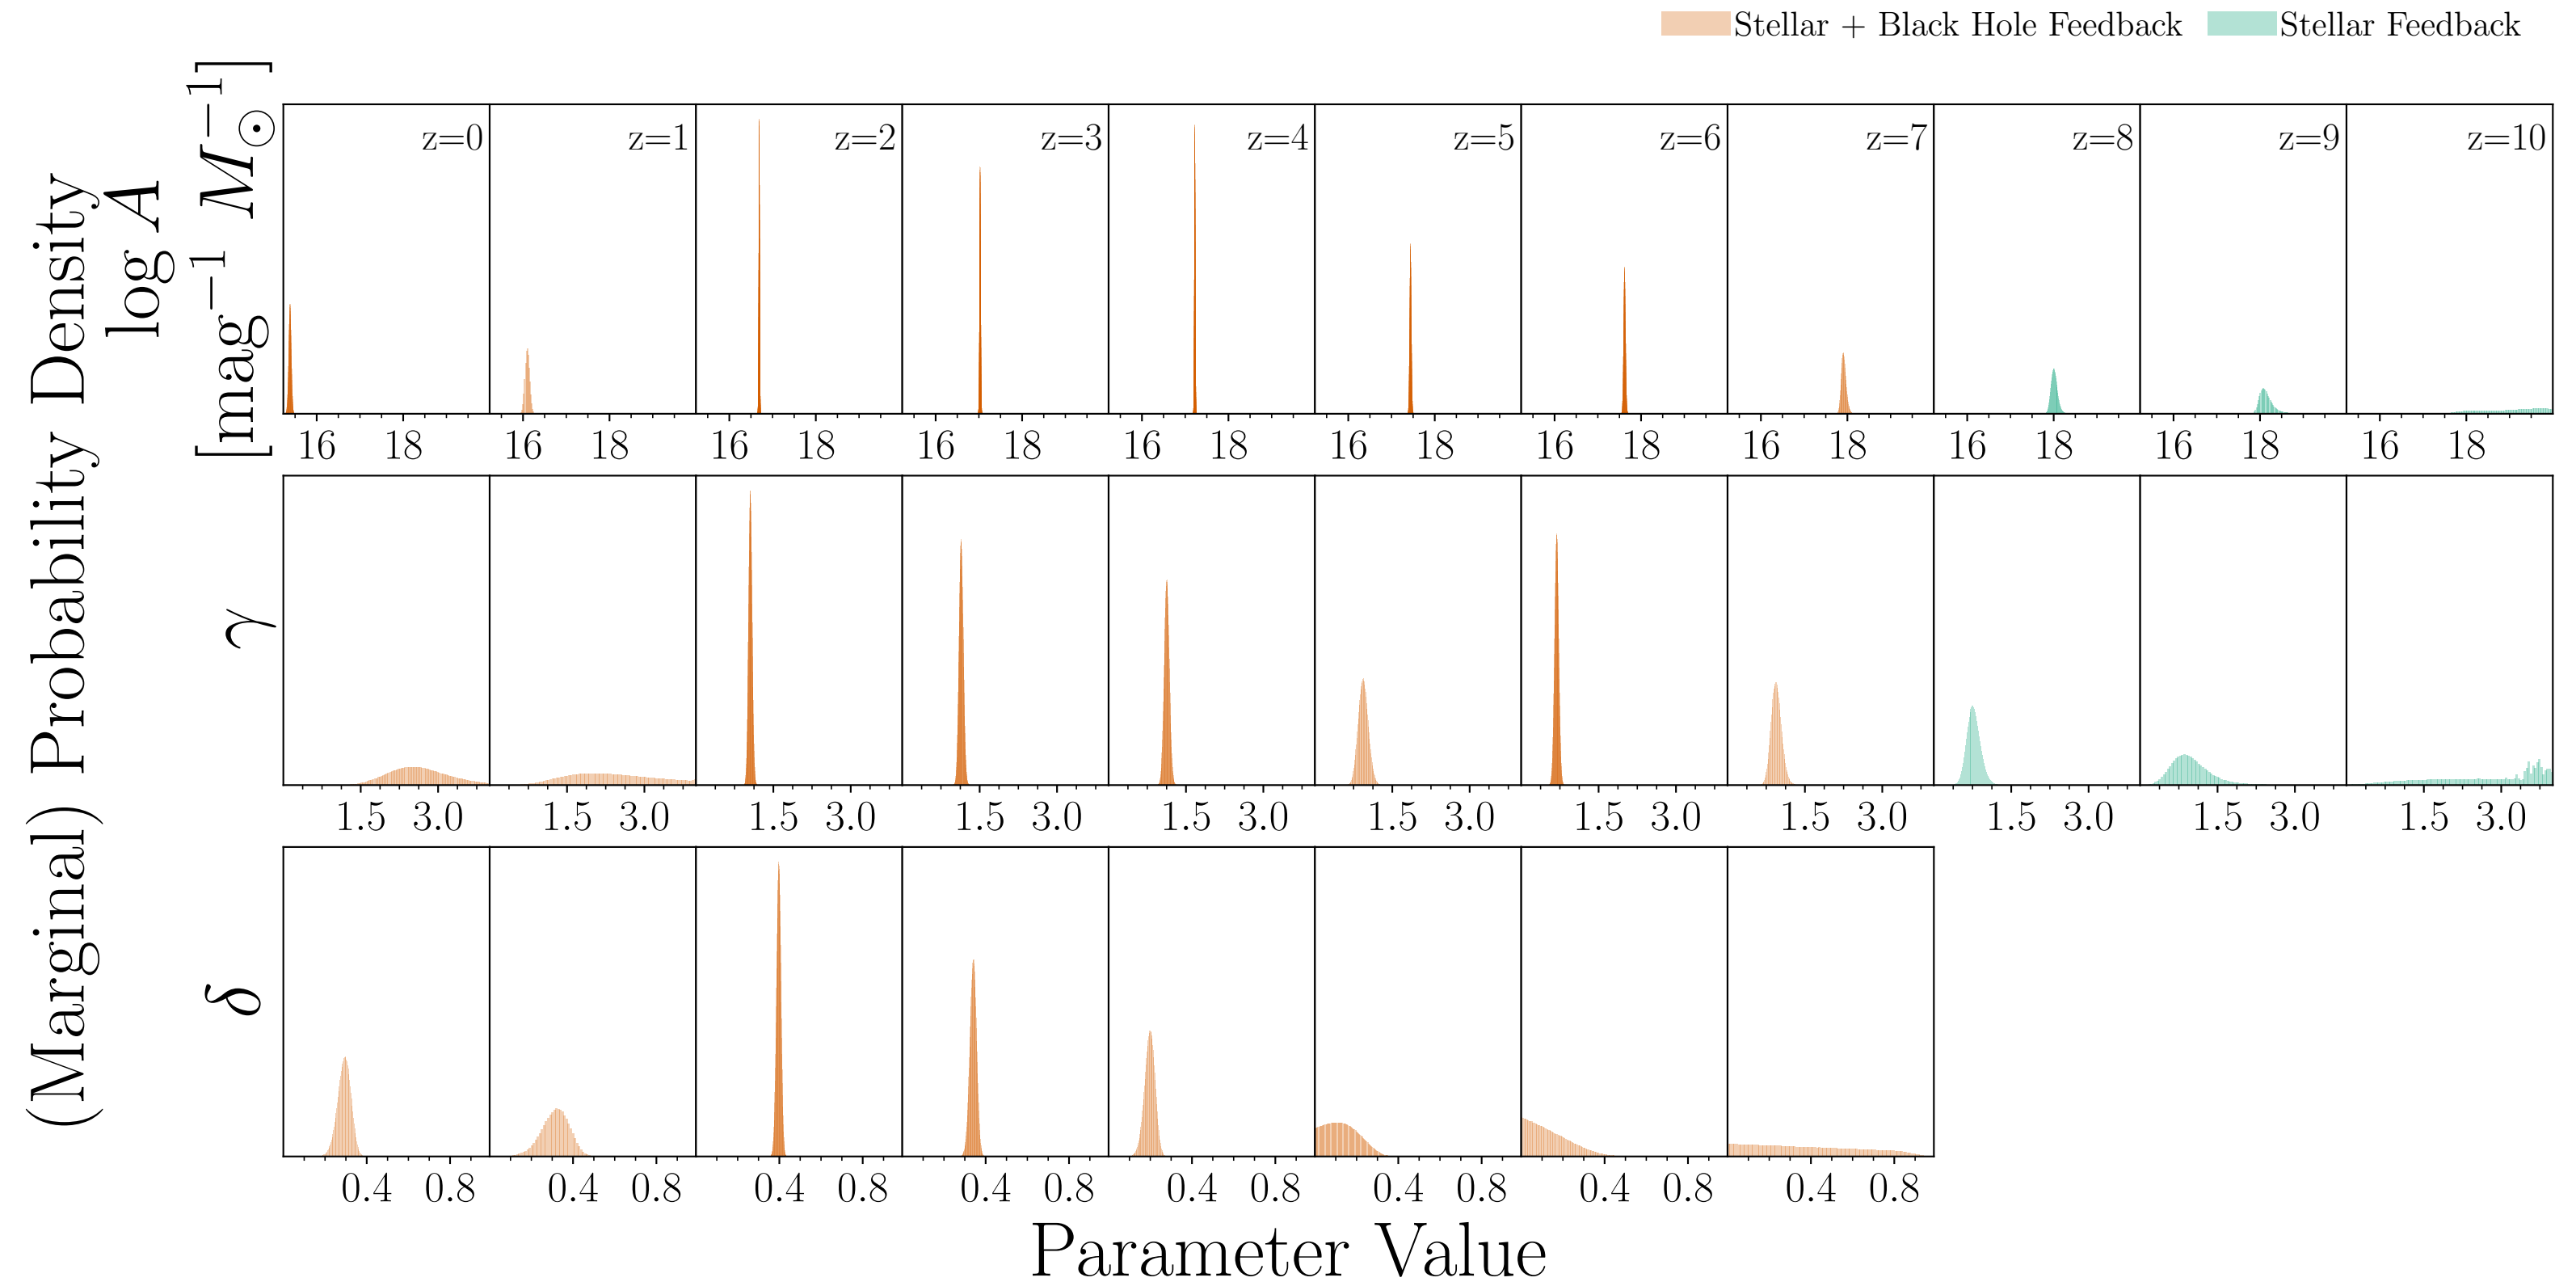 Stellar + Black Hole Feedback Stellar Feedback
(Marginal) Probability Density
log A
[mag⁻¹ M⊙⁻¹]
z=0 z=1 z=2 z=3 z=4 z=5 z=6 z=7 z=8 z=9 z=10
16 18 16 18 16 18 16 18 16 18 16 18 16 18 16 18 16 18 16 18 16 18
γ
1.5 3.0 1.5 3.0 1.5 3.0 1.5 3.0 1.5 3.0 1.5 3.0 1.5 3.0 1.5 3.0 1.5 3.0 1.5 3.0 1.5 3.0
δ
0.4 0.8 0.4 0.8 0.4 0.8 0.4 0.8 0.4 0.8 0.4 0.8 0.4 0.8 0.4 0.8
Parameter Value